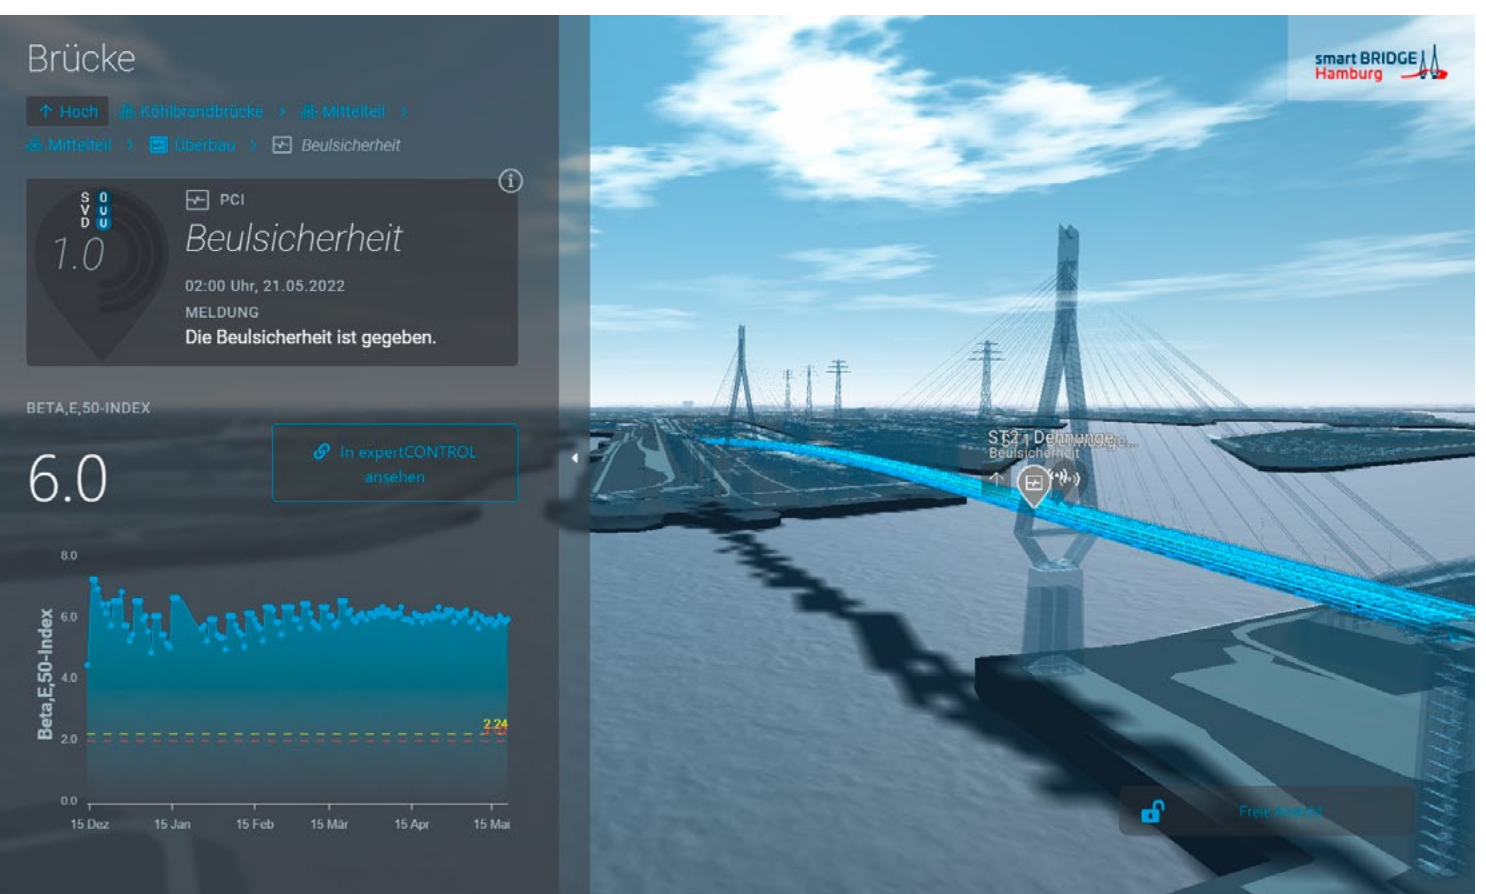 Brücke
Hoch Köhlbrandbrücke > Mittelteil >
Mittelteil > Überbau > Beulsicherheit
S 0
V U
D U
1.0
PCI
Beulsicherheit
02:00 Uhr, 21.05.2022
MELDUNG
Die Beulsicherheit ist gegeben.
BETA,E,50-INDEX
6.0
In expertCONTROL
ansehen
Beta,E,50-Index
8.0
6.0
4.0
2.0
0.0
2.24
15 Dez 15 Jan 15 Feb 15 Mär 15 Apr 15 Mai
smart BRIDGE
Hamburg
ST2
Beulsicherheit
Freie